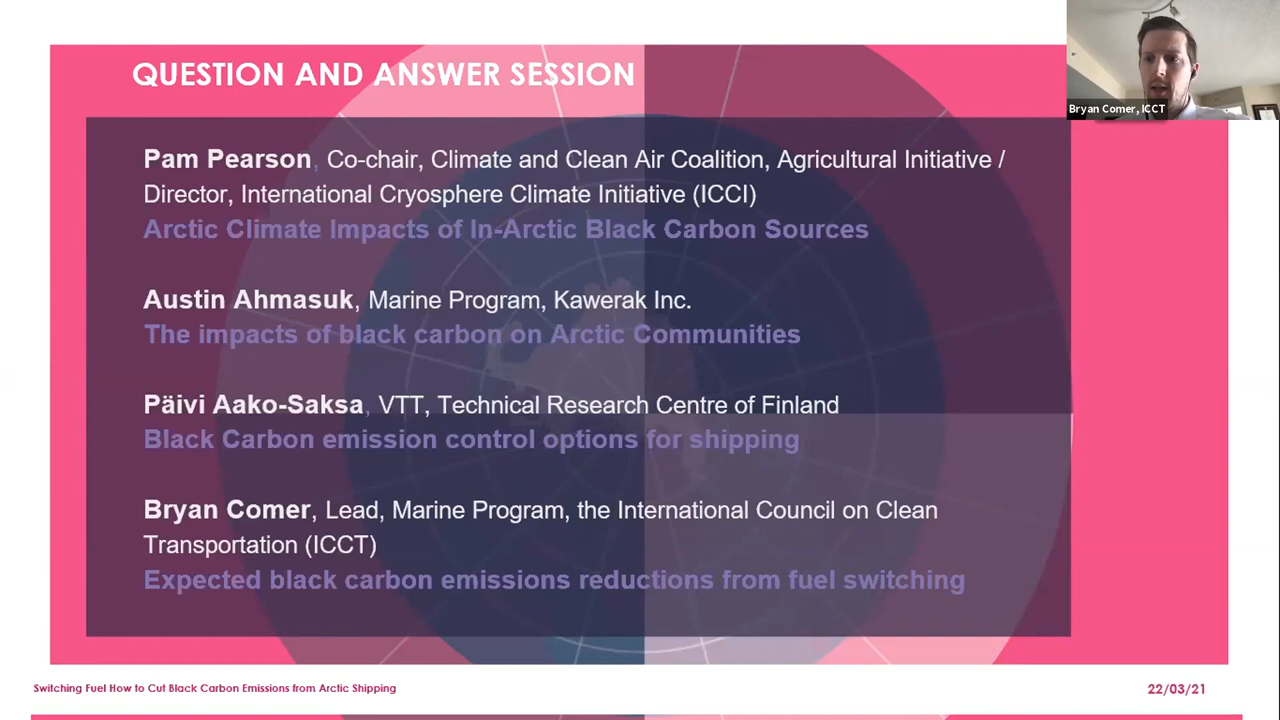 QUESTION AND ANSWER SESSION
Bryan Comer, ICCT
Pam Pearson, Co-chair, Climate and Clean Air Coalition, Agricultural Initiative /
Director, International Cryosphere Climate Initiative (ICCI)
Arctic Climate Impacts of In-Arctic Black Carbon Sources
Austin Ahmasuk, Marine Program, Kawerak Inc.
The impacts of black carbon on Arctic Communities
Päivi Aako-Saksa, VTT, Technical Research Centre of Finland
Black Carbon emission control options for shipping
Bryan Comer, Lead, Marine Program, the International Council on Clean
Transportation (ICCT)
Expected black carbon emissions reductions from fuel switching
Switching Fuel How to Cut Black Carbon Emissions from Arctic Shipping
22/03/21